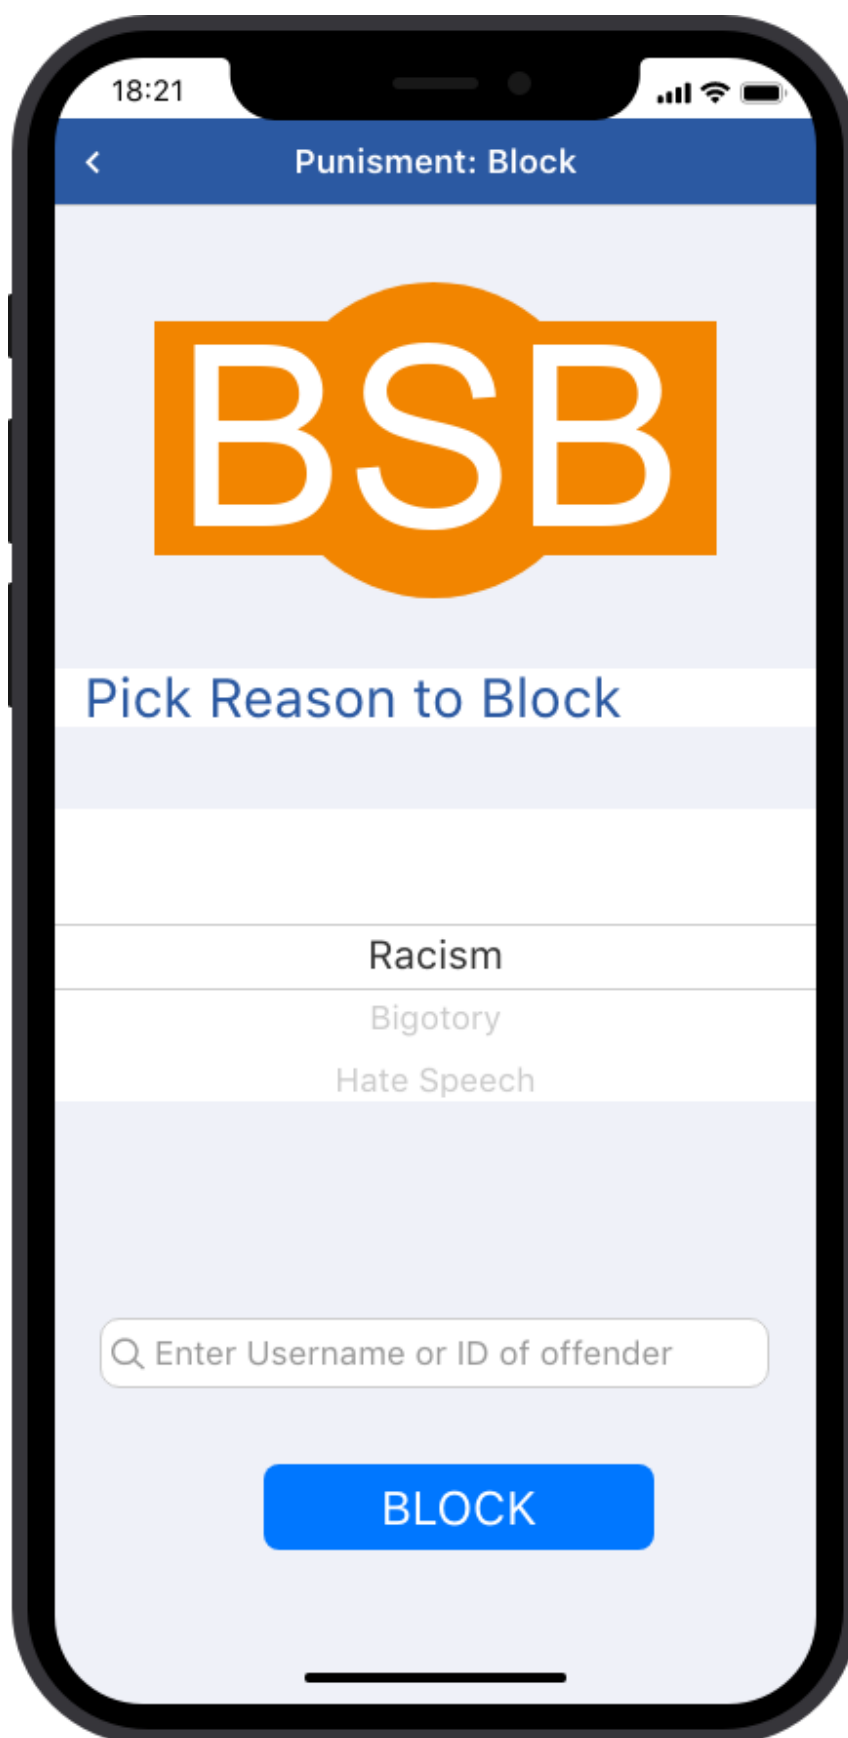 18:21
Punisment: Block
BSB
Pick Reason to Block
Racism
Bigotory
Hate Speech
Enter Username or ID of offender
BLOCK